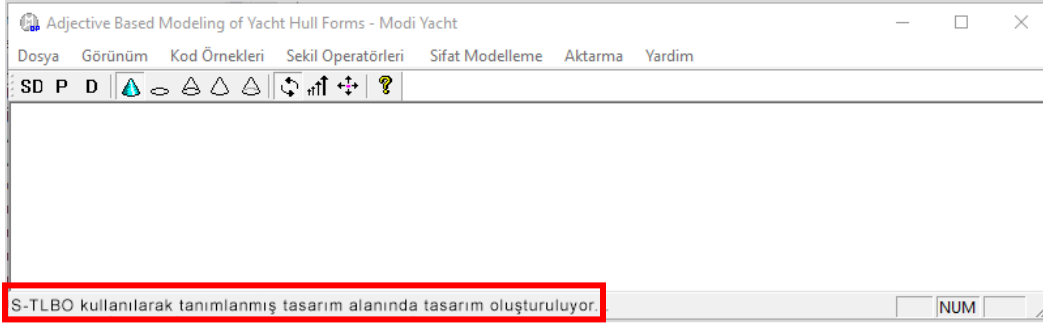 Adjective Based Modeling of Yacht Hull Forms - Modi Yacht
Dosya Görünüm Kod Örnekleri Sekil Operatörleri Sifat Modelleme Aktarma Yardim
SD P D
S-TLBO kullanılarak tanımlanmış tasarım alanında tasarım oluşturuluyor...
NUM